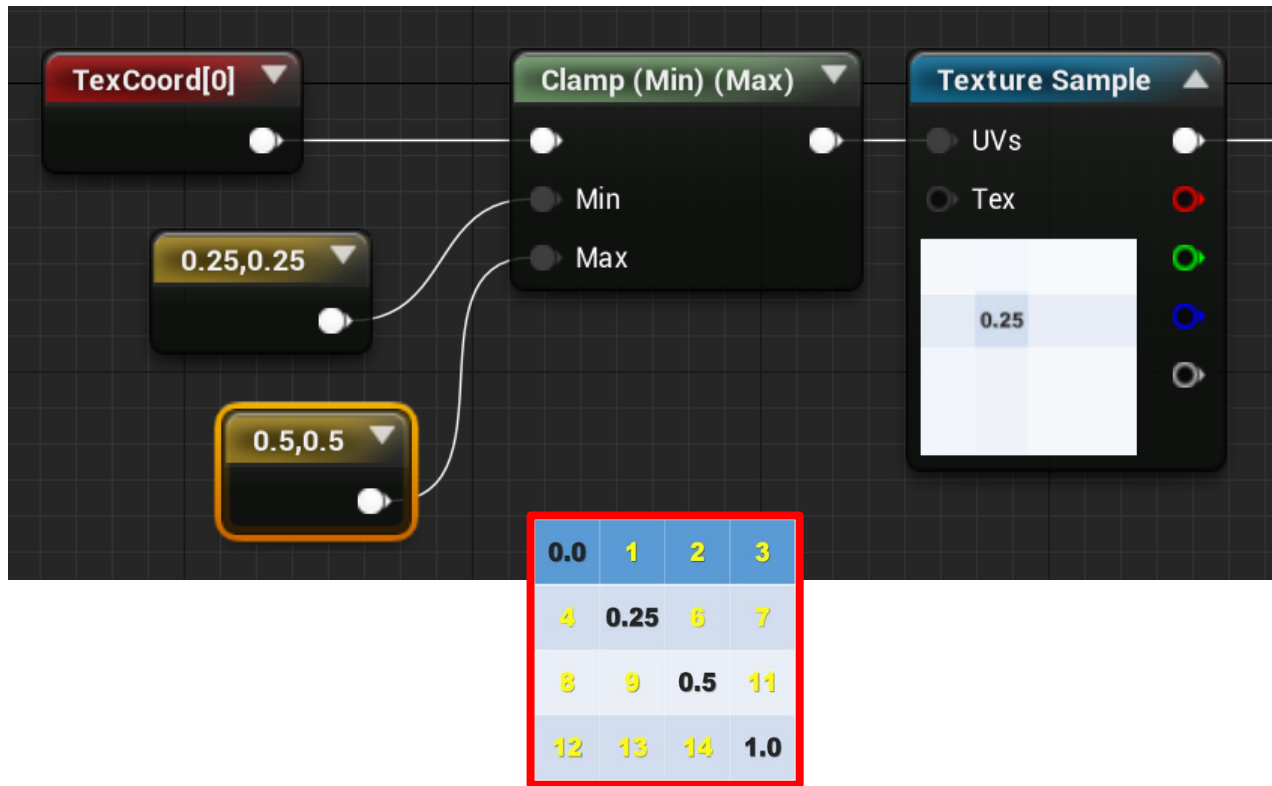 TexCoord[0]
Clamp (Min) (Max)
Texture Sample
UVs
Min
Tex
Max
0.25,0.25
0.25
0.5,0.5
0.0 1 2 3
4 0.25 6 7
8 9 0.5 11
12 13 14 1.0